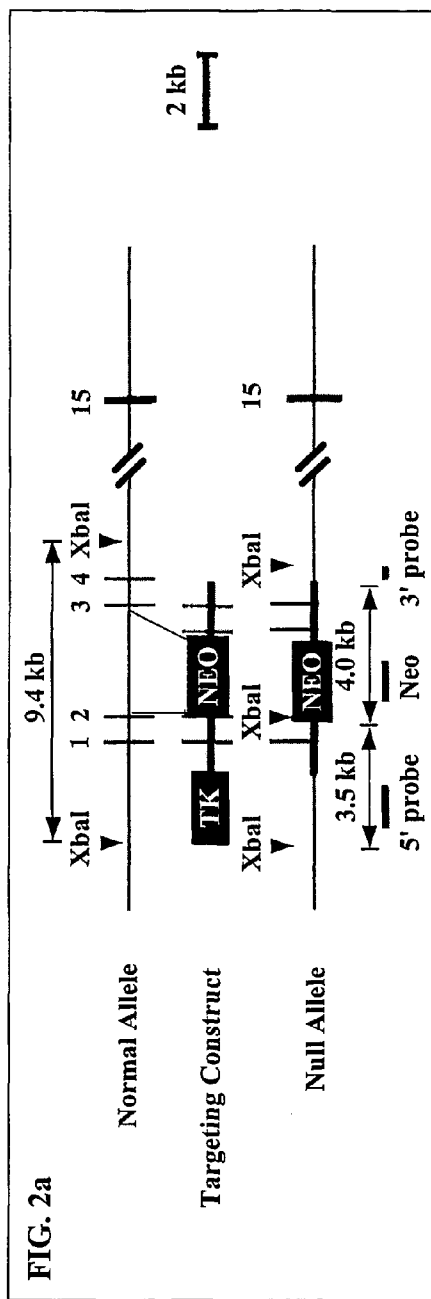 FIG. 2a
9.4 kb
XbaI 1 2 3 4 XbaI 15
Normal Allele
2 kb
TK NEO
Targeting Construct
XbaI XbaI XbaI 15
NEO
Null Allele
3.5 kb 4.0 kb
5' probe Neo 3' probe